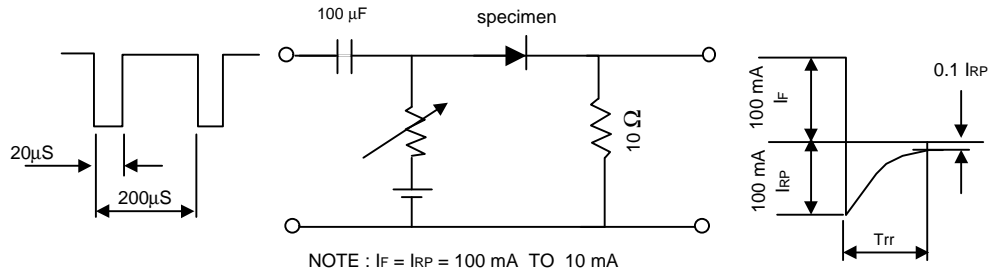 100 µF
specimen
20µS
200µS
10 Ω
100 mA
IF
100 mA
IRP
0.1 IRP
Trr
NOTE : IF = IRP = 100 mA TO 10 mA